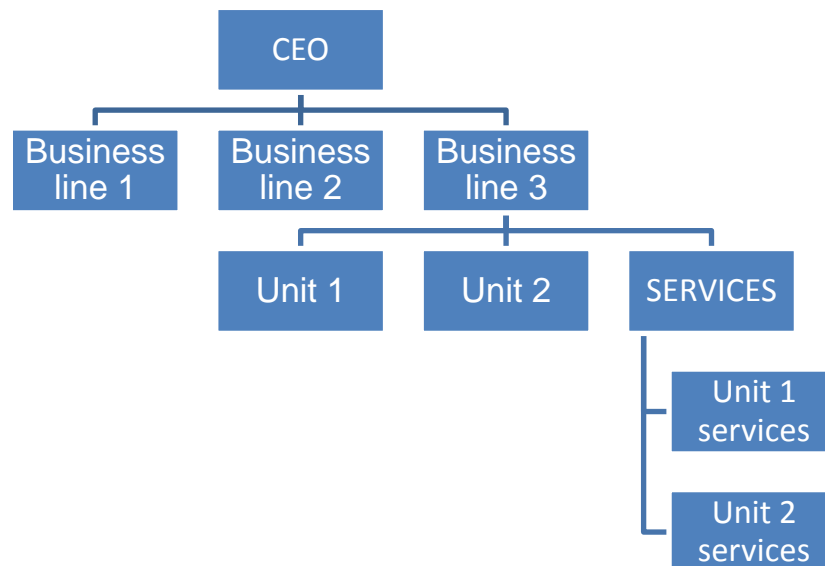 CEO
Business
line 1
Business
line 2
Business
line 3
Unit 1
Unit 2
SERVICES
Unit 1
services
Unit 2
services